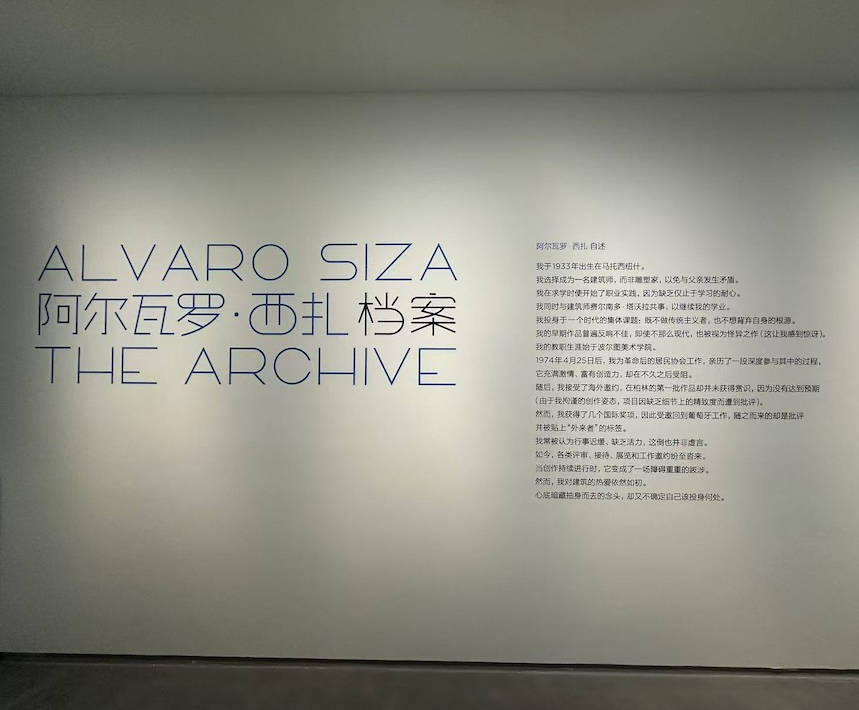 ALVARO SIZA
阿尔瓦罗·西扎 档案
THE ARCHIVE
阿尔瓦罗·西扎 自述
我于1933年出生在马托西纽什。
我选择成为一名建筑师，而非雕塑家，以免与父亲发生矛盾。
我在求学时便开始了职业实践，因为缺乏仅止于学习的耐心。
我同时与建筑师费尔南多·塔沃拉共事，以继续我的学业。
我投身于一个时代的集体课题：既不做传统主义者，也不想背弃自身的根源。
我的早期作品普遍反响不佳，即使不那么现代，也被视为怪异之作（这让我感到惊讶）。
我的教职生涯始于波尔图美术学院。
1974年4月25日后，我为革命后的居民协会工作，亲历了一段深度参与其中的过程，
它充满激情、富有创造力，却在不久之后受阻。
随后，我接受了海外邀约，在柏林的第一批作品却并未获得赏识，因为没有达到预期
（由于我拘谨的创作姿态，项目因缺乏细节上的精致度而遭到批评）。
然而，我获得了几个国际奖项，因此受邀回到葡萄牙工作，随之而来的却是批评
并被贴上“外来者”的标签。
我常被认为行事迟缓、缺乏活力，这倒也并非虚言。
如今，各类评审、接待、展览和工作邀约纷至沓来。
当创作持续进行时，它变成了一场障碍重重的跋涉。
然而，我对建筑的热爱依然如初。
心底暗藏抽身而去的念头，却又不确定自己该投身何处。